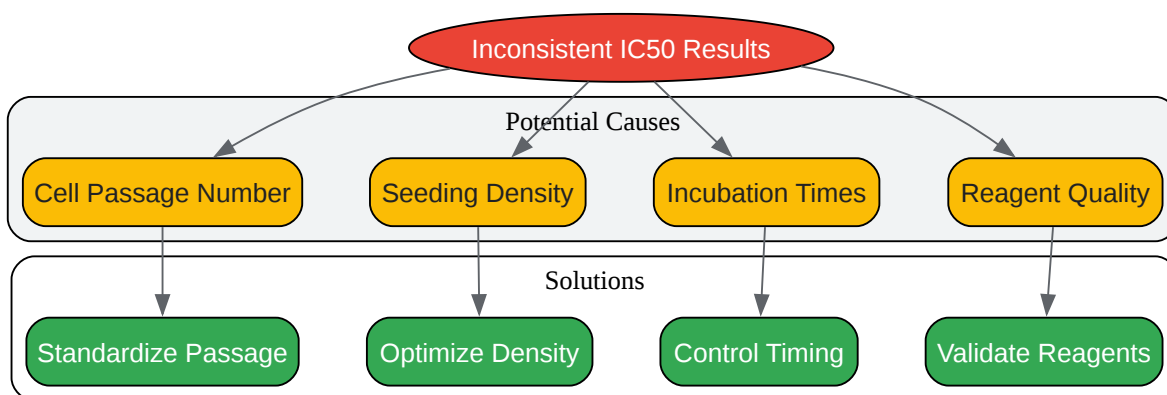 Inconsistent IC50 Results
Potential Causes
Cell Passage Number
Seeding Density
Incubation Times
Reagent Quality
Solutions
Standardize Passage
Optimize Density
Control Timing
Validate Reagents